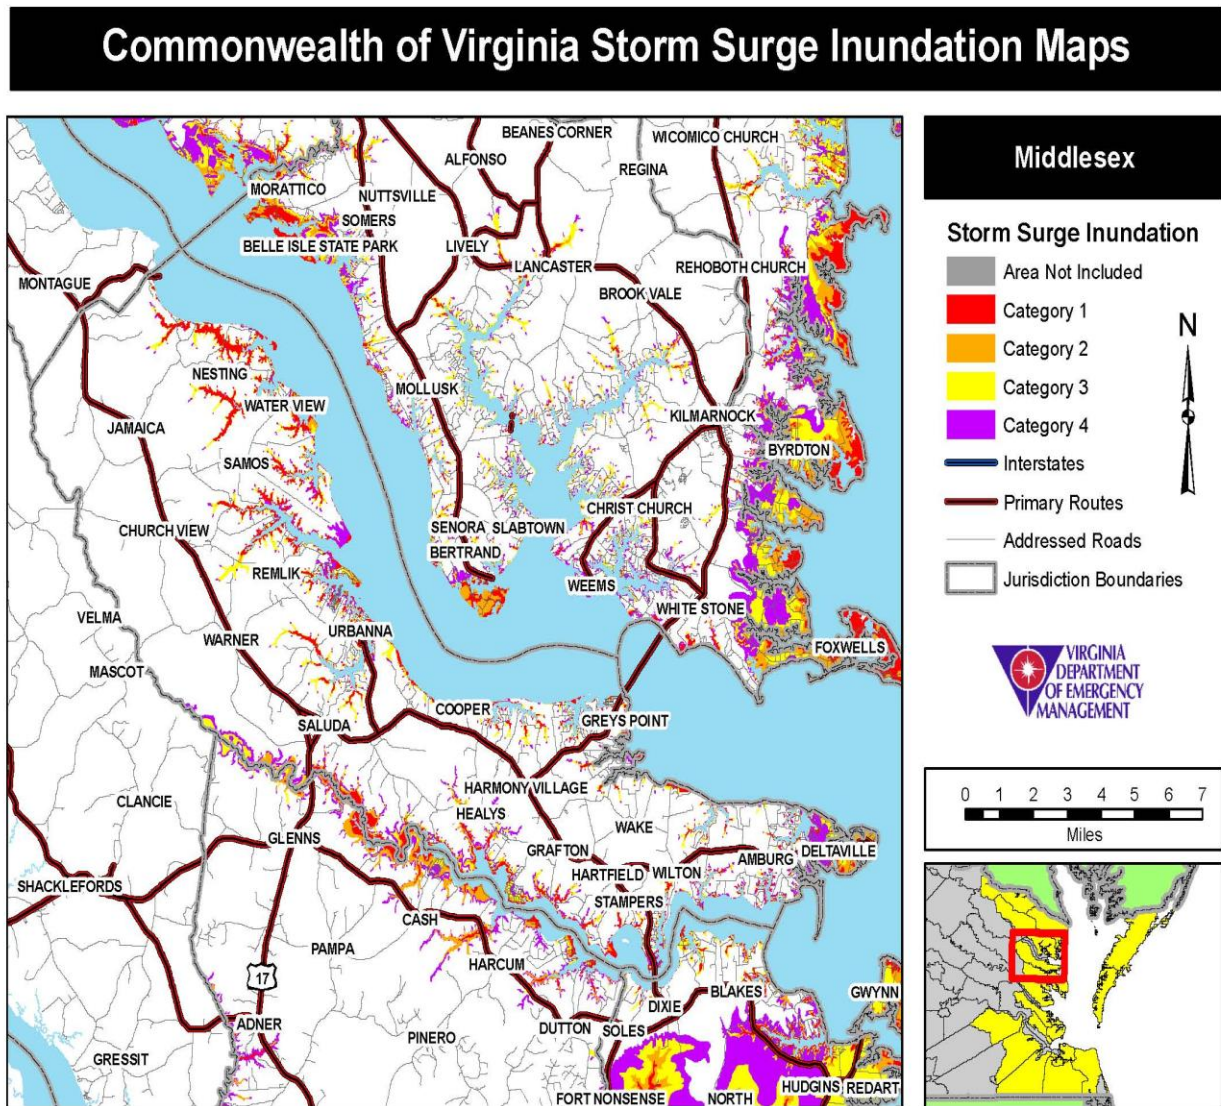 Commonwealth of Virginia Storm Surge Inundation Maps
BEANES CORNER
WICOMICO CHURCH
ALFONSO
REGINA
MORATTICO
NUTTSVILLE
SOMERS
BELLE ISLE STATE PARK
LIVELY
LANCASTER
REHOBOTH CHURCH
MONTAGUE
BROOK VALE
NESTING
MOLLUSK
WATER VIEW
KILMARNOCK
JAMAICA
BYRDTON
SAMOS
CHRIST CHURCH
CHURCH VIEW
SENORA
SLABTOWN
BERTRAND
REMLIK
WEEMS
WHITE STONE
VELMA
WARNER
URBANNA
FOXWELLS
MASCOT
COOPER
GREYS POINT
SALUDA
HARMONY VILLAGE
CLANCIE
HEALYS
WAKE
GLENNS
GRAFTON
AMBURG
DELTAVILLE
HARTFIELD
WILTON
SHACKLEFORDS
STAMPERS
CASH
PAMPA
HARCUM
17
DIXIE
BLAKES
GWYNN
ADNER
DUTTON
SOLES
PINERO
GRESSIT
HUDGINS
REDART
FORT NONSENSE
NORTH
Middlesex
Storm Surge Inundation
Area Not Included
Category 1
Category 2
Category 3
Category 4
Interstates
Primary Routes
Addressed Roads
Jurisdiction Boundaries
N
VIRGINIA
DEPARTMENT
OF EMERGENCY
MANAGEMENT
0 1 2 3 4 5 6 7
Miles